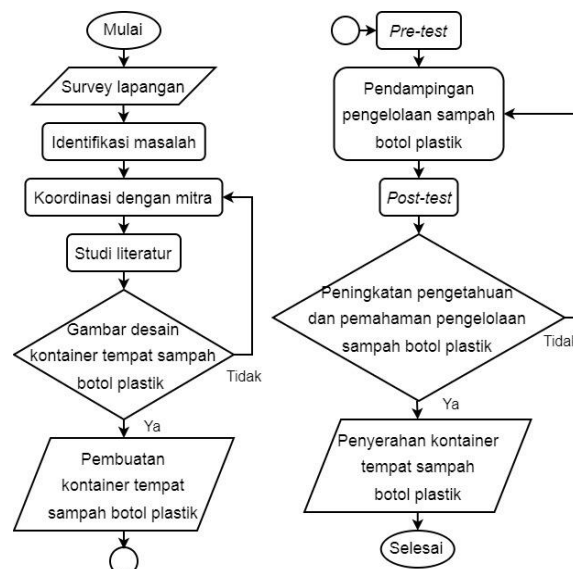 Mulai
Survey lapangan
Identifikasi masalah
Koordinasi dengan mitra
Studi literatur
Gambar desain
kontainer tempat sampah
botol plastik
Tidak
Ya
Pembuatan
kontainer tempat
sampah botol plastik
Pre-test
Pendampingan
pengelolaan sampah
botol plastik
Post-test
Peningkatan pengetahuan
dan pemahaman pengelolaan
sampah botol plastik
Tidak
Ya
Penyerahan kontainer
tempat sampah
botol plastik
Selesai